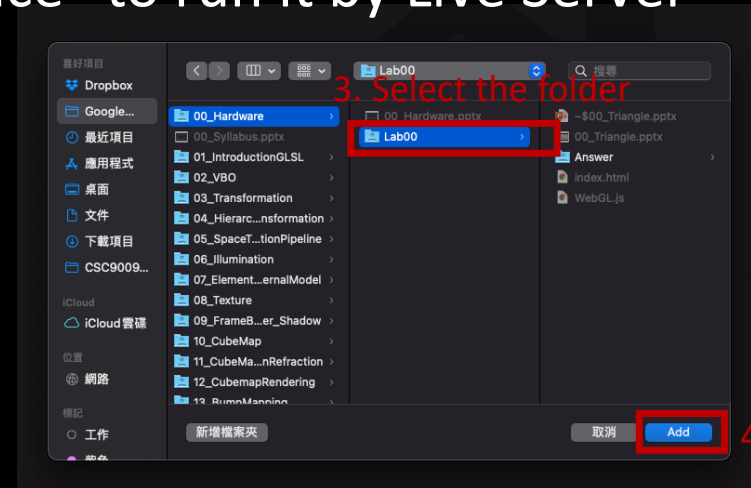 to run it by Live Server
喜好項目
Dropbox
Google...
最近項目
應用程式
桌面
文件
下載項目
CSC9009...
iCloud
iCloud雲碟
位置
網路
標記
工作
Lab00
搜尋
3. Select the folder
00_Hardware
00_Syllabus.pptx
01_IntroductionGLSL
02_VBO
03_Transformation
04_Hierarc...nsformation
05_SpaceT...tionPipeline
06_Illumination
07_Element...ernalModel
08_Texture
09_FrameB...er_Shadow
10_CubeMap
11_CubeMa...nRefraction
12_CubemapRendering
13_BumpMapping
00_Hardware.pptx
Lab00
~$00_Triangle.pptx
00_Triangle.pptx
Answer
index.html
WebGL.js
新增檔案夾
取消
Add
4